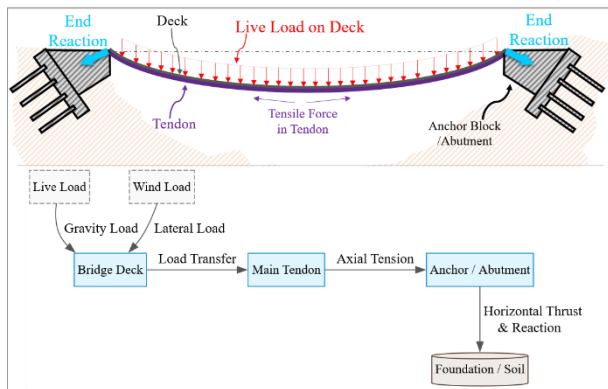 End
Reaction
Deck
Live Load on Deck
End
Reaction
Tendon
Tensile Force
in Tendon
Anchor Block
/Abutment
Live Load
Wind Load
Gravity Load
Lateral Load
Bridge Deck
Load Transfer
Main Tendon
Axial Tension
Anchor / Abutment
Horizontal Thrust
& Reaction
Foundation / Soil